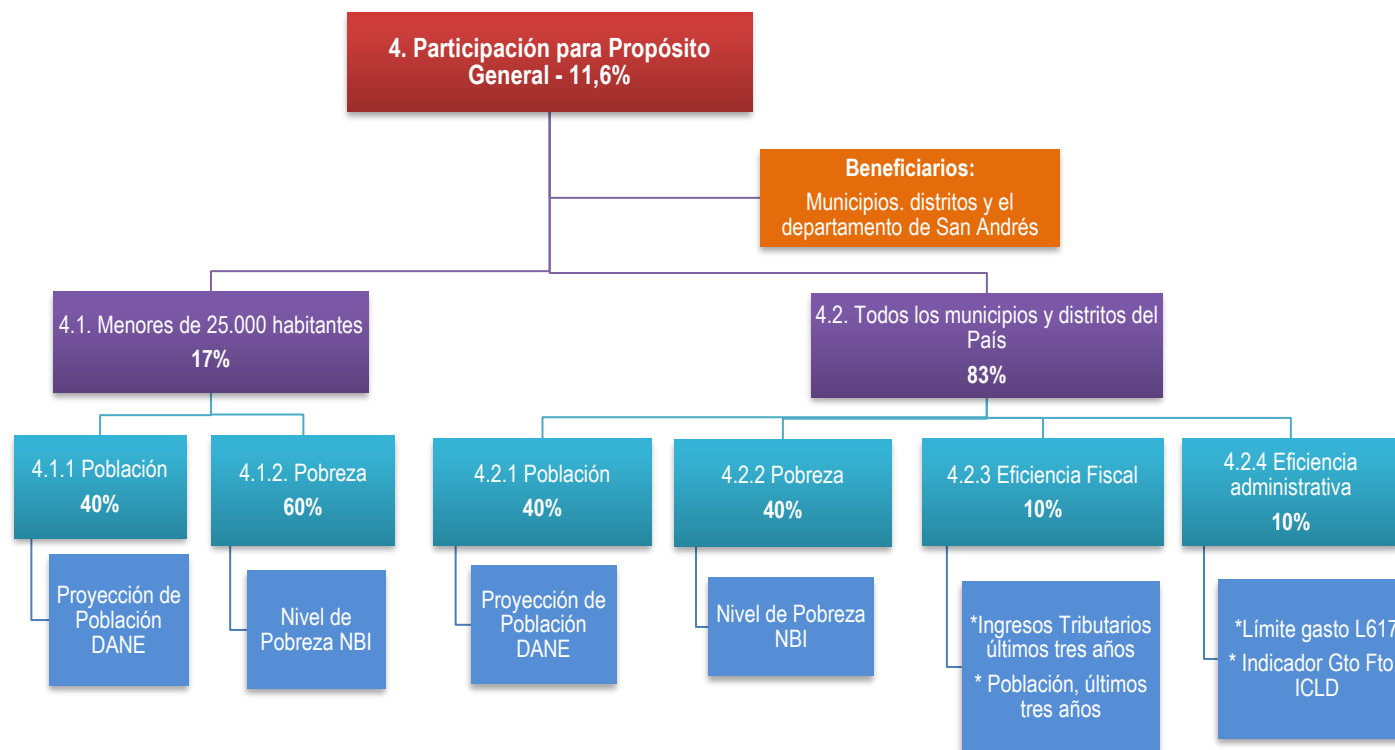 4. Participación para Propósito
General - 11,6%
Beneficiarios:
Municipios. distritos y el
departamento de San Andrés
4.1. Menores de 25.000 habitantes
17%
4.2. Todos los municipios y distritos del
País
83%
4.1.1 Población
40%
4.1.2. Pobreza
60%
4.2.1 Población
40%
4.2.2 Pobreza
40%
4.2.3 Eficiencia Fiscal
10%
4.2.4 Eficiencia
administrativa
10%
Proyección de
Población
DANE
Nivel de
Pobreza NBI
Proyección de
Población
DANE
Nivel de Pobreza
NBI
*Ingresos Tributarios
últimos tres años
* Población, últimos
tres años
*Límite gasto L617
* Indicador Gto Fto
ICLD